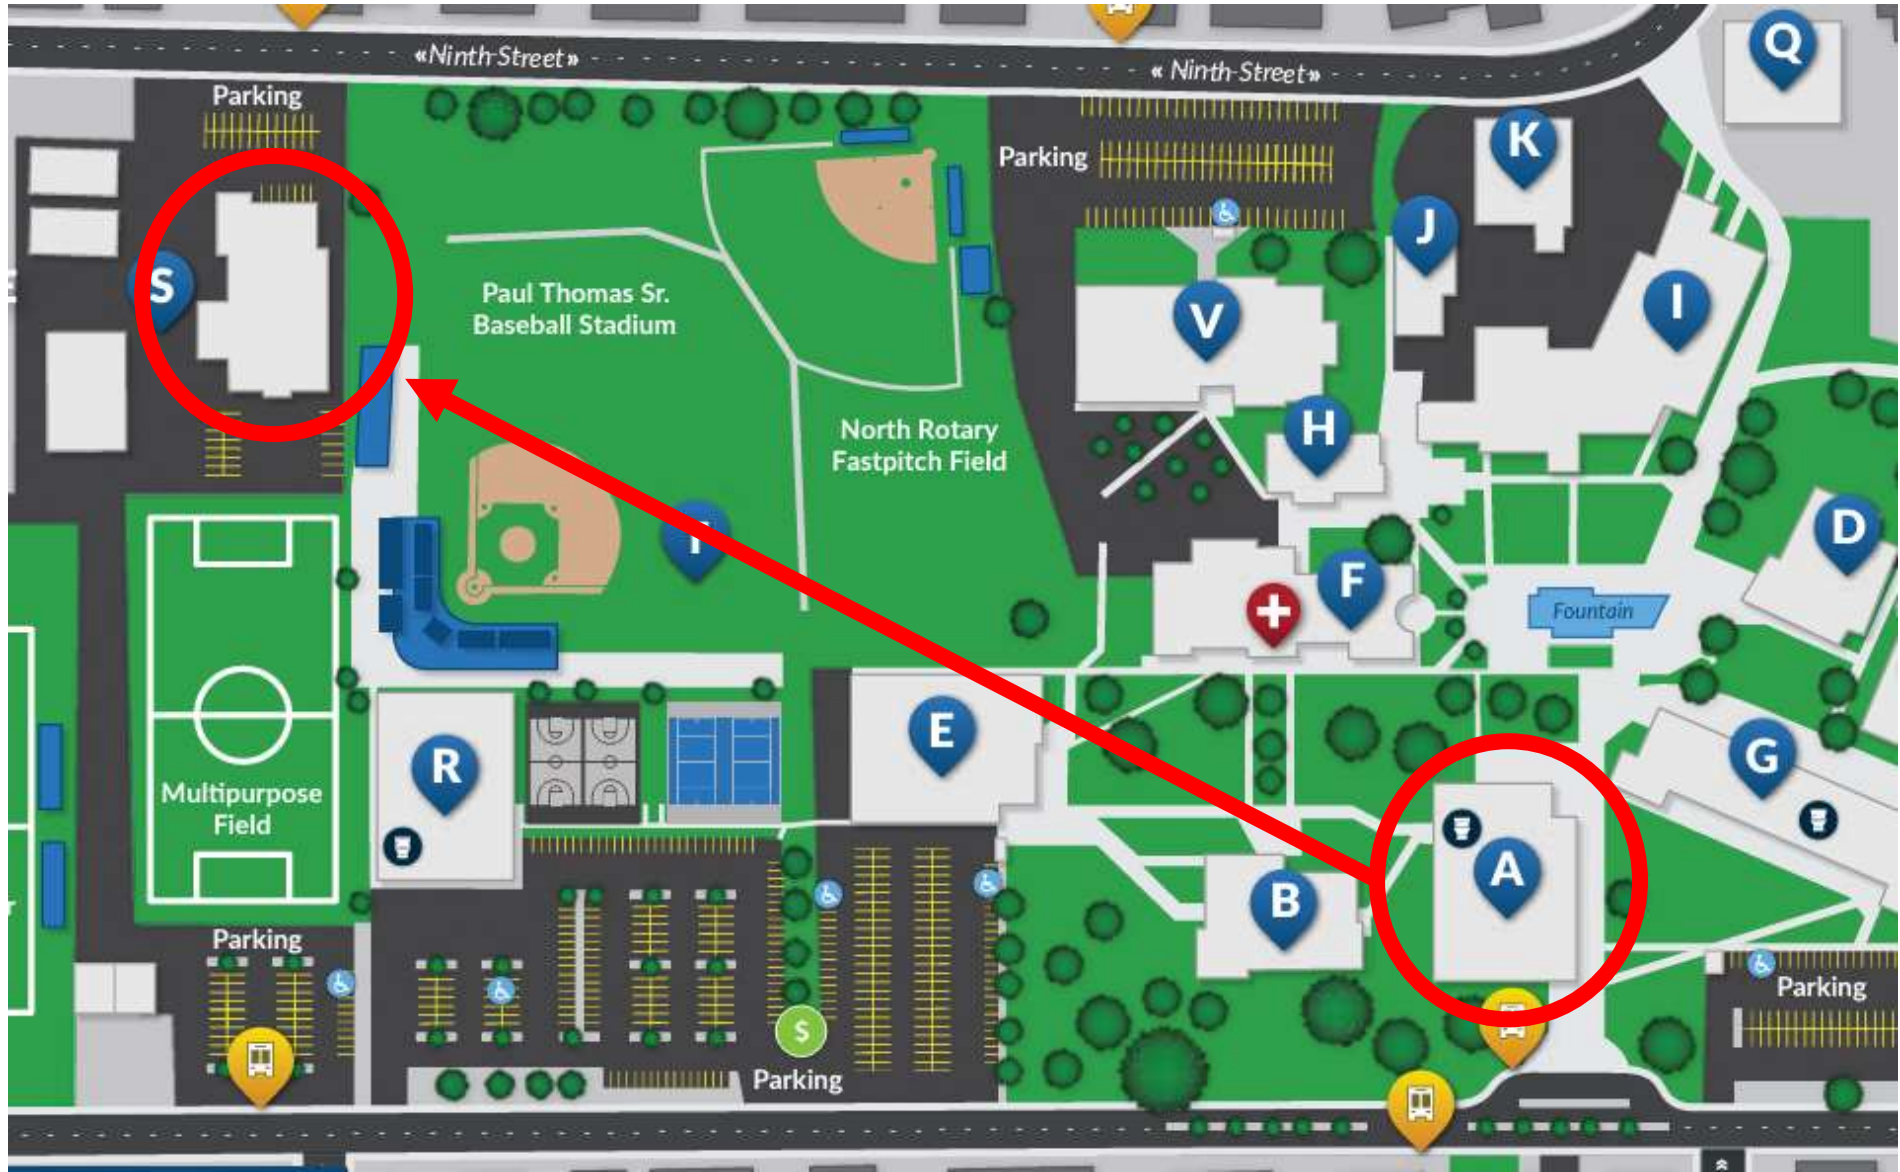 «Ninth-Street»
« Ninth-Street»
Q
Parking
K
Parking
J
S
Paul Thomas Sr.
Baseball Stadium
V
I
H
North Rotary
Fastpitch Field
D
F
Fountain
E
R
G
Multipurpose
Field
A
B
Parking
Parking
S
Parking